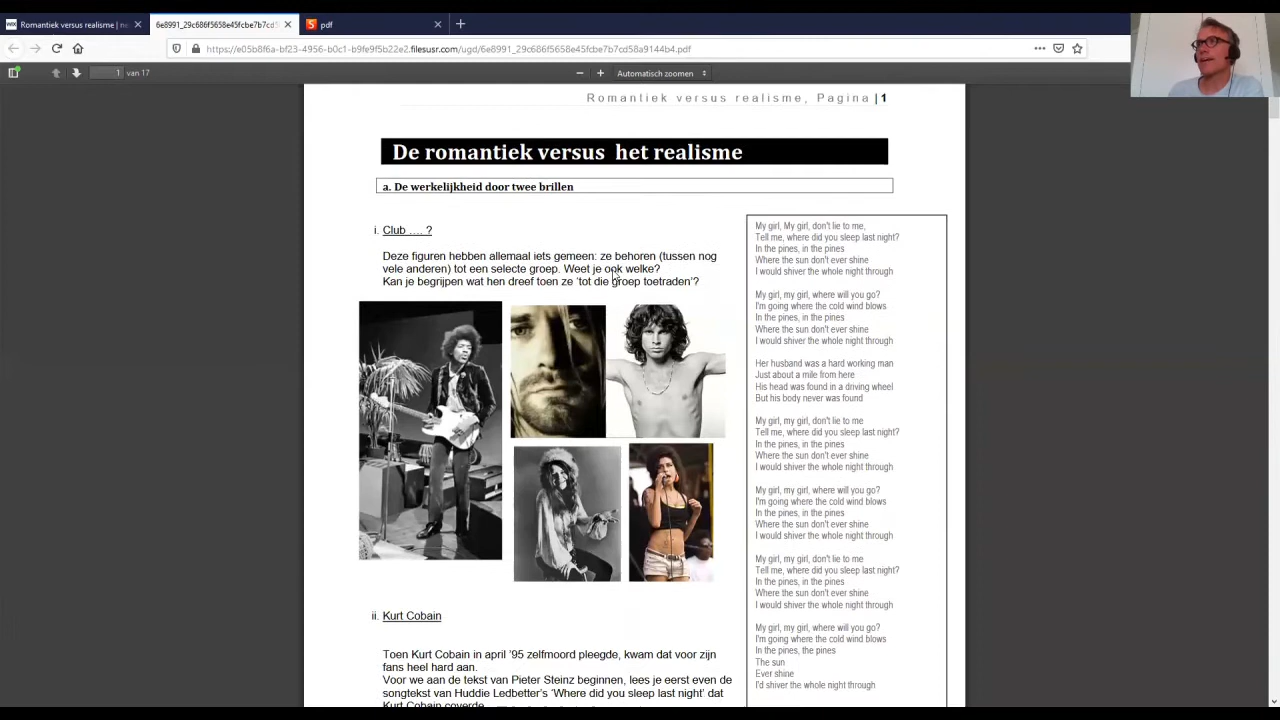 Romantiek versus realisme | ne
6e8991_29c686f5658e45fcbe7b7cd5
pdf
https://e05b8f6a-bf23-4956-b0c1-b9fe9f5b22e2.filesusr.com/ugd/6e8991_29c686f5658e45fcbe7b7cd58a9144b4.pdf
1 van 17
Automatisch zoomen
Romantiek versus realisme, Pagina |1
De romantiek versus het realisme
a. De werkelijkheid door twee brillen
i. Club .... ?
Deze figuren hebben allemaal iets gemeen: ze behoren (tussen nog
vele anderen) tot een selecte groep. Weet je ook welke?
Kan je begrijpen wat hen dreef toen ze ‘tot die groep toetraden’?
ii. Kurt Cobain
Toen Kurt Cobain in april ’95 zelfmoord pleegde, kwam dat voor zijn
fans heel hard aan.
Voor we aan de tekst van Pieter Steinz beginnen, lees je eerst even de
songtekst van Huddie Ledbetter’s ‘Where did you sleep last night’ dat
Kurt Cobain coverde.
My girl, My girl, don't lie to me,
Tell me, where did you sleep last night?
In the pines, in the pines
Where the sun don't ever shine
I would shiver the whole night through
My girl, my girl, where will you go?
I'm going where the cold wind blows
In the pines, in the pines
Where the sun don't ever shine
I would shiver the whole night through
Her husband was a hard working man
Just about a mile from here
His head was found in a driving wheel
But his body never was found
My girl, my girl, don't lie to me
Tell me, where did you sleep last night?
In the pines, in the pines
Where the sun don't ever shine
I would shiver the whole night through
My girl, my girl, where will you go?
I'm going where the cold wind blows
In the pines, in the pines
Where the sun don't ever shine
I would shiver the whole night through
My girl, my girl, don't lie to me
Tell me, where did you sleep last night?
In the pines, in the pines
Where the sun don't ever shine
I would shiver the whole night through
My girl, my girl, where will you go?
I'm going where the cold wind blows
In the pines, the pines
The sun
Ever shine
I'd shiver the whole night through